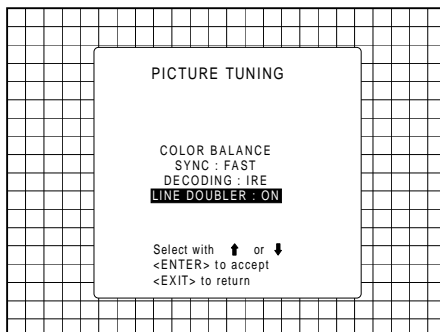 PICTURE TUNING
COLOR BALANCE
SYNC : FAST
DECODING : IRE
LINE DOUBLER : ON
Select with ⬆ or ⬇
<ENTER> to accept
<EXIT> to return